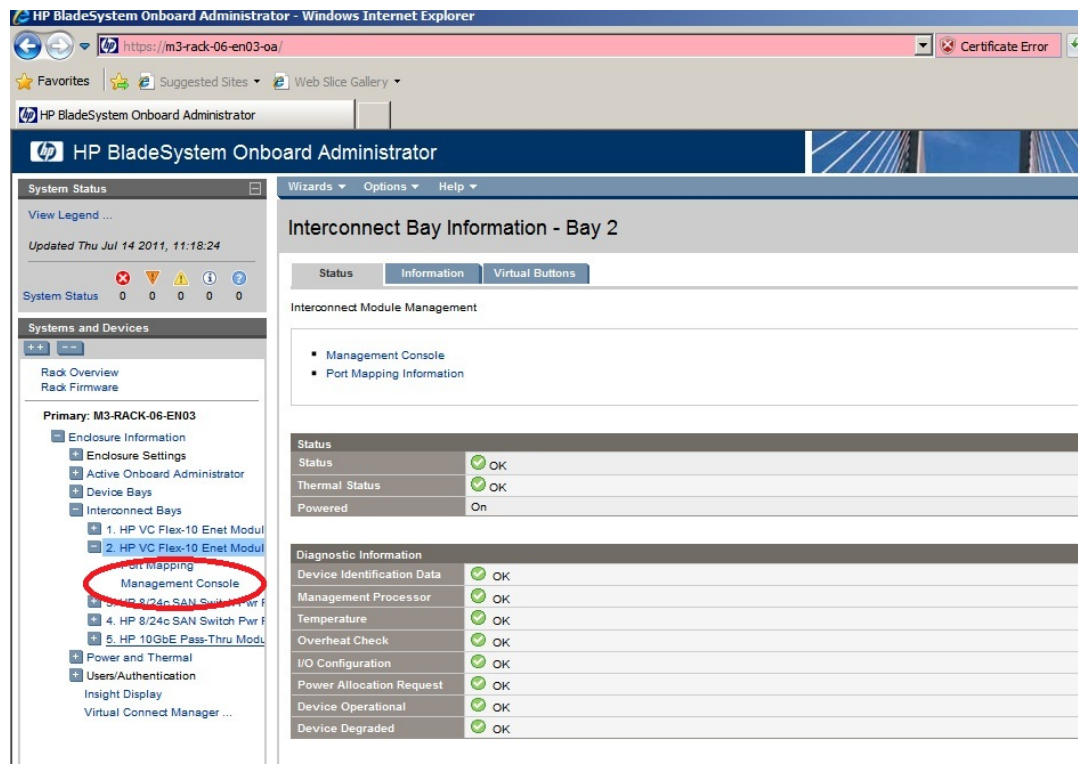 HP BladeSystem Onboard Administrator - Windows Internet Explorer
https://m3-rack-06-en03-oa/
Certificate Error
Favorites
Suggested Sites
Web Slice Gallery
HP BladeSystem Onboard Administrator
hp HP BladeSystem Onboard Administrator
System Status
View Legend ...
Updated Thu Jul 14 2011, 11:18:24
System Status 0 0 0 0 0
Systems and Devices
++ --
Rack Overview
Rack Firmware
Primary: M3-RACK-06-EN03
Enclosure Information
Enclosure Settings
Active Onboard Administrator
Device Bays
Interconnect Bays
1. HP VC Flex-10 Enet Modul
2. HP VC Flex-10 Enet Modul
Port Mapping
Management Console
3. HP 8/24c SAN Switch Pwr F
4. HP 8/24c SAN Switch Pwr F
5. HP 10GbE Pass-Thru Modu
Power and Thermal
Users/Authentication
Insight Display
Virtual Connect Manager ...
Wizards Options Help
Interconnect Bay Information - Bay 2
Status Information Virtual Buttons
Interconnect Module Management
Management Console
Port Mapping Information
Status
Status OK
Thermal Status OK
Powered On
Diagnostic Information
Device Identification Data OK
Management Processor OK
Temperature OK
Overheat Check OK
I/O Configuration OK
Power Allocation Request OK
Device Operational OK
Device Degraded OK